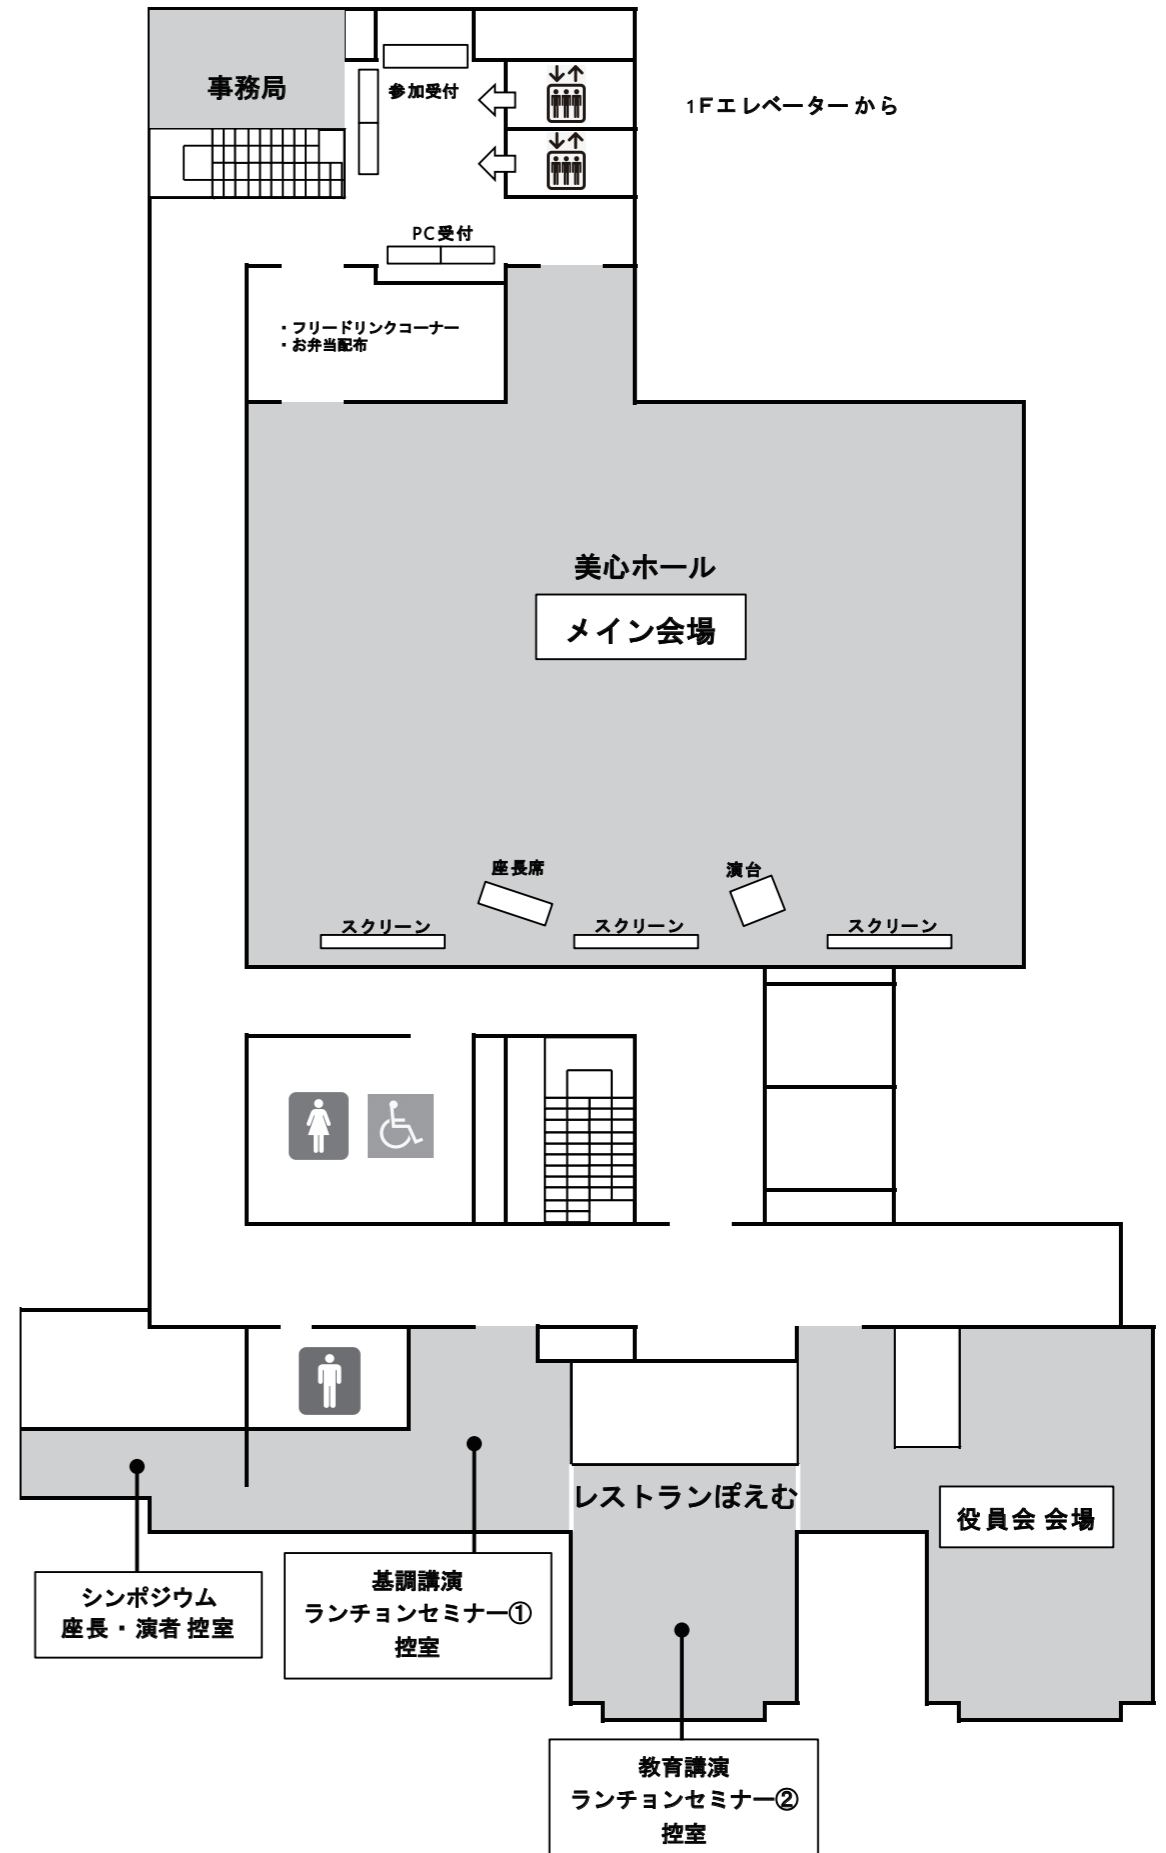 事務局
参加受付
1Fエレベーターから
PC受付
・フリードリンクコーナー
・お弁当配布
美心ホール
メイン会場
座長席
演台
スクリーン
スクリーン
スクリーン
レストランぽえむ
役員会 会場
シンポジウム
座長・演者 控室
基調講演
ランチョンセミナー①
控室
教育講演
ランチョンセミナー②
控室